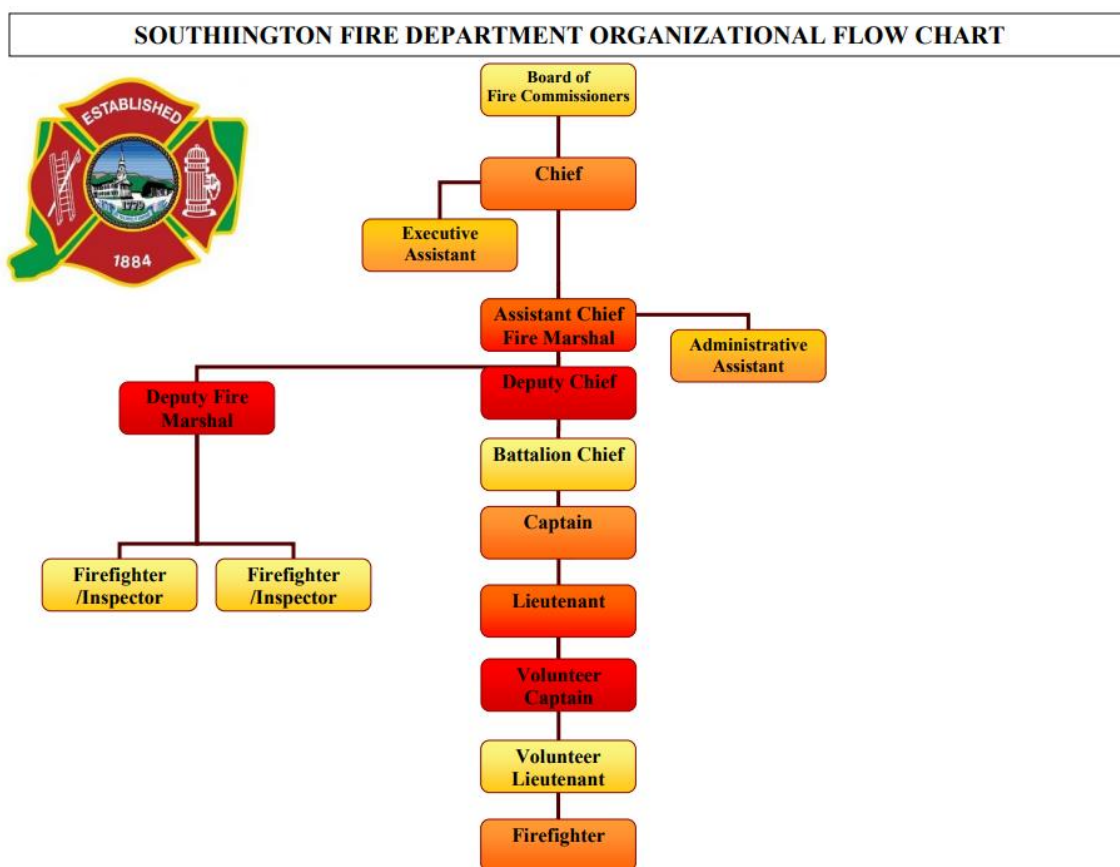 SOUTHIINGTON FIRE DEPARTMENT ORGANIZATIONAL FLOW CHART
ESTABLISHED
1779
1884
Board of
Fire Commissioners
Chief
Executive
Assistant
Assistant Chief
Fire Marshal
Administrative
Assistant
Deputy Chief
Deputy Fire
Marshal
Battalion Chief
Captain
Firefighter
/Inspector
Firefighter
/Inspector
Lieutenant
Volunteer
Captain
Volunteer
Lieutenant
Firefighter